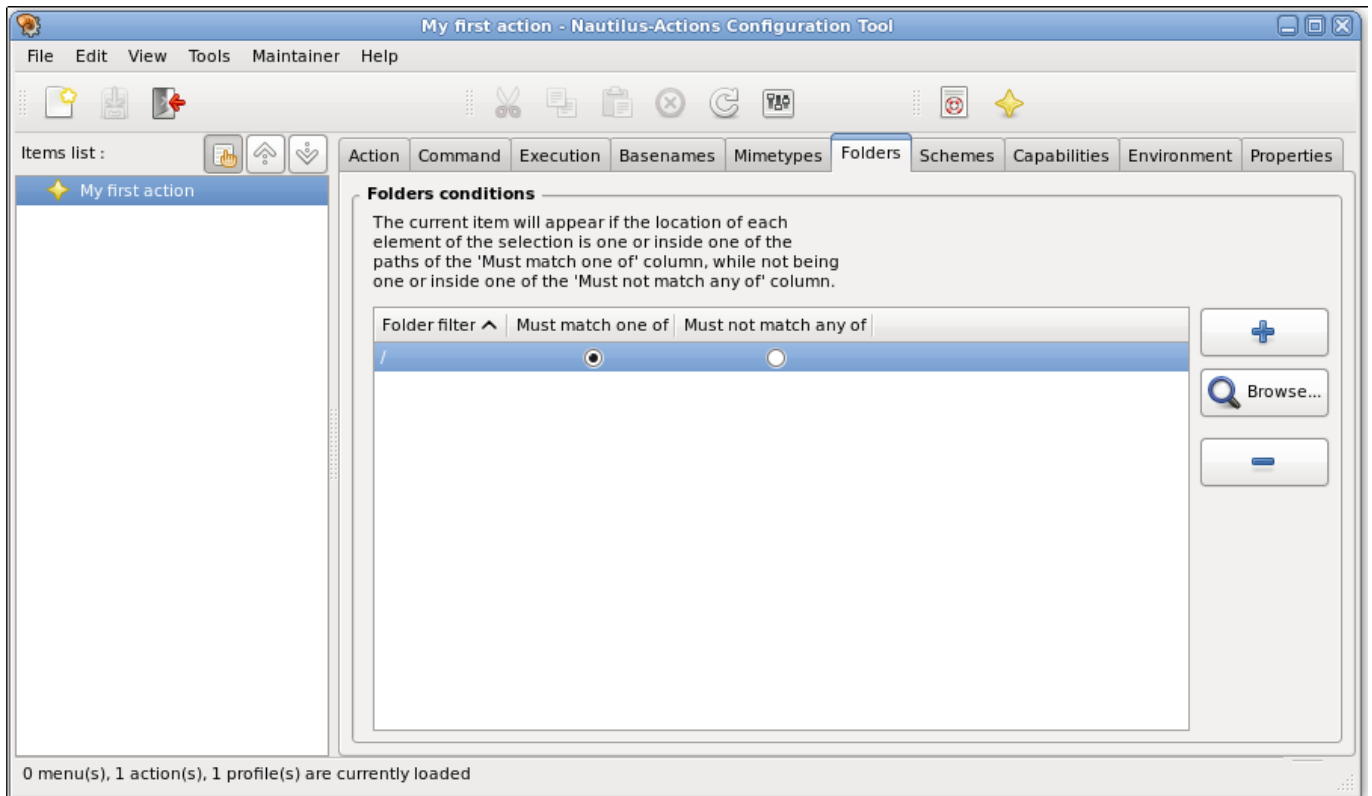 My first action - Nautilus-Actions Configuration Tool
File Edit View Tools Maintainer Help
Items list :
Action Command Execution Basenames Mimetypes Folders Schemes Capabilities Environment Properties
My first action
Folders conditions
The current item will appear if the location of each
element of the selection is one or inside one of the
paths of the 'Must match one of' column, while not being
one or inside one of the 'Must not match any of' column.
Folder filter Must match one of Must not match any of
/
Browse...
0 menu(s), 1 action(s), 1 profile(s) are currently loaded